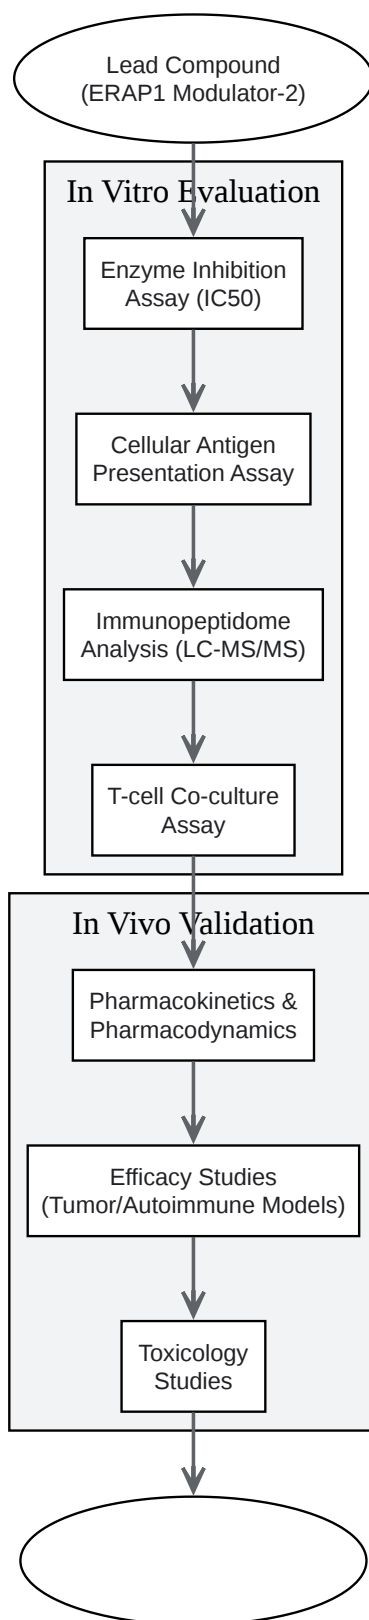 Lead Compound
(ERAP1 Modulator-2)
In Vitro Evaluation
Enzyme Inhibition
Assay (IC50)
Cellular Antigen
Presentation Assay
Immunopeptidome
Analysis (LC-MS/MS)
T-cell Co-culture
Assay
In Vivo Validation
Pharmacokinetics &
Pharmacodynamics
Efficacy Studies
(Tumor/Autoimmune Models)
Toxicology
Studies